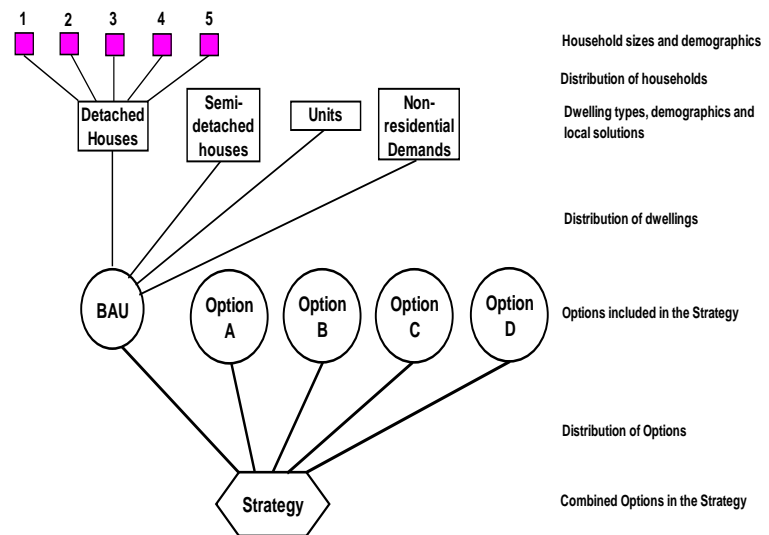 1 2 3 4 5
Household sizes and demographics
Distribution of households
Detached
Houses
Semi-
detached
houses
Units
Non-
residential
Demands
Dwelling types, demographics and
local solutions
Distribution of dwellings
BAU
Option
A
Option
B
Option
C
Option
D
Options included in the Strategy
Distribution of Options
Strategy
Combined Options in the Strategy